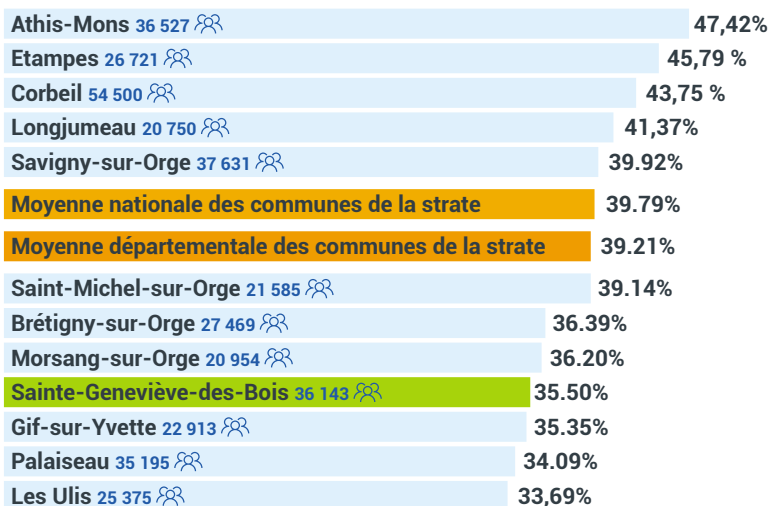 Athis-Mons 36 527 47,42%
Etampes 26 721 45,79 %
Corbeil 54 500 43,75 %
Longjumeau 20 750 41,37%
Savigny-sur-Orge 37 631 39.92%
Moyenne nationale des communes de la strate 39.79%
Moyenne départementale des communes de la strate 39.21%
Saint-Michel-sur-Orge 21 585 39.14%
Brétigny-sur-Orge 27 469 36.39%
Morsang-sur-Orge 20 954 36.20%
Sainte-Geneviève-des-Bois 36 143 35.50%
Gif-sur-Yvette 22 913 35.35%
Palaiseau 35 195 34.09%
Les Ulis 25 375 33,69%